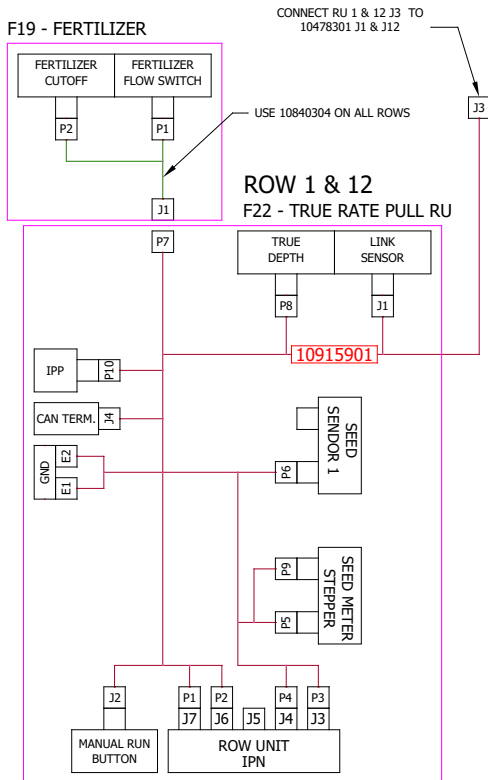 CONNECT RU 1 & 12 J3 TO
10478301 J1 & J12
F19 - FERTILIZER
FERTILIZER
CUTOFF
FERTILIZER
FLOW SWITCH
J3
P2
P1
USE 10840304 ON ALL ROWS
J1
ROW 1 & 12
F22 - TRUE RATE PULL RU
P7
TRUE
DEPTH
LINK
SENSOR
P8
J1
10915901
IPP
P10
CAN TERM.
J4
GND
E2
E1
SEED
SENDOR 1
P6
SEED METER
STEPPER
P9
P5
J2
P1
P2
P4
P3
J7
J6
J5
J4
J3
MANUAL RUN
BUTTON
ROW UNIT
IPN